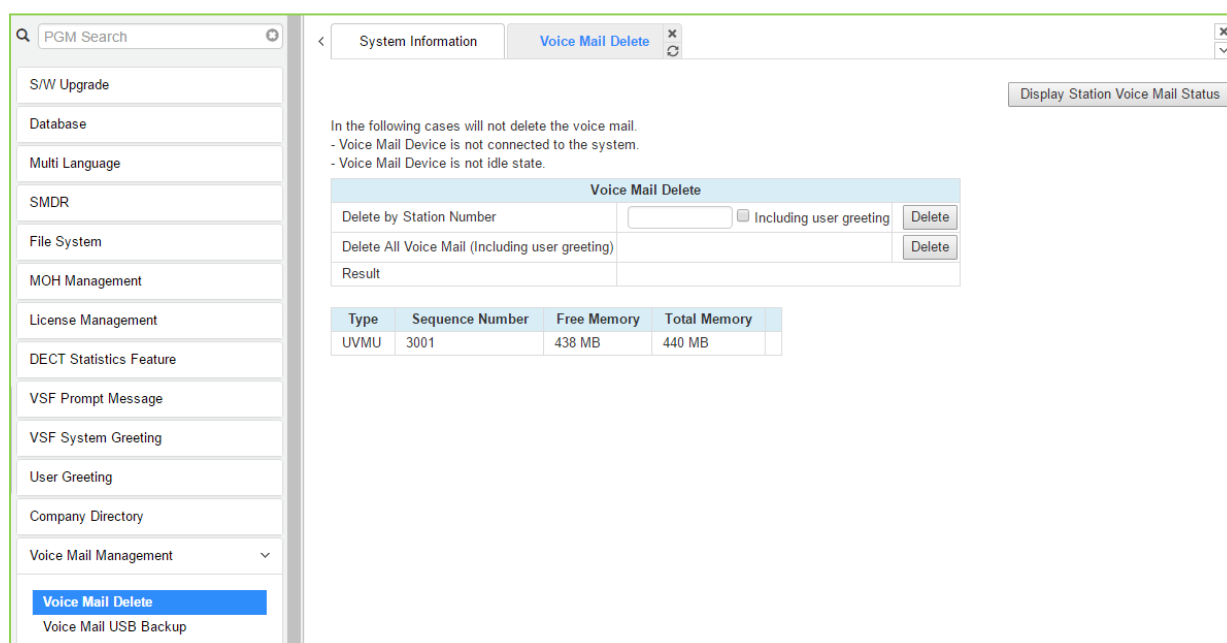 PGM Search
S/W Upgrade
Database
Multi Language
SMDR
File System
MOH Management
License Management
DECT Statistics Feature
VSF Prompt Message
VSF System Greeting
User Greeting
Company Directory
Voice Mail Management
Voice Mail Delete
Voice Mail USB Backup
System Information
Voice Mail Delete
Display Station Voice Mail Status
In the following cases will not delete the voice mail.
- Voice Mail Device is not connected to the system.
- Voice Mail Device is not idle state.
Voice Mail Delete
Delete by Station Number Including user greeting Delete
Delete All Voice Mail (Including user greeting) Delete
Result
Type Sequence Number Free Memory Total Memory
UVMU 3001 438 MB 440 MB